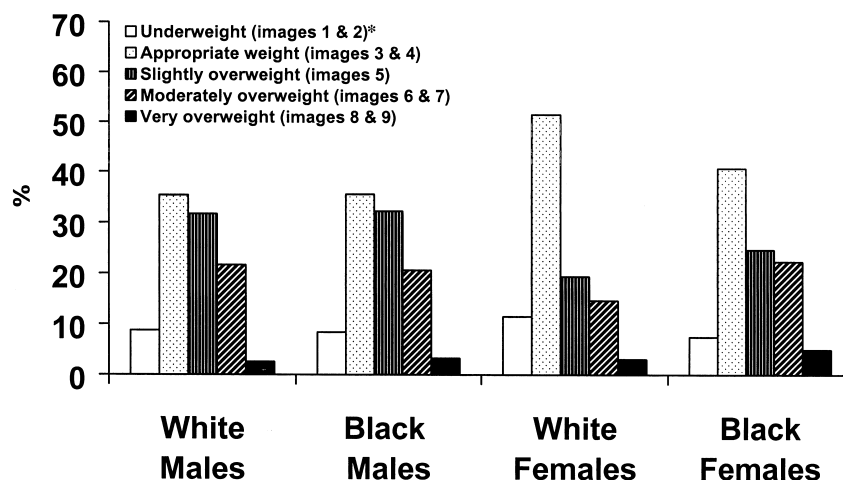 70
60
50
40
30
20
10
0
%
Underweight (images 1 & 2)*
Appropriate weight (images 3 & 4)
Slightly overweight (images 5)
Moderately overweight (images 6 & 7)
Very overweight (images 8 & 9)
White Males
Black Males
White Females
Black Females